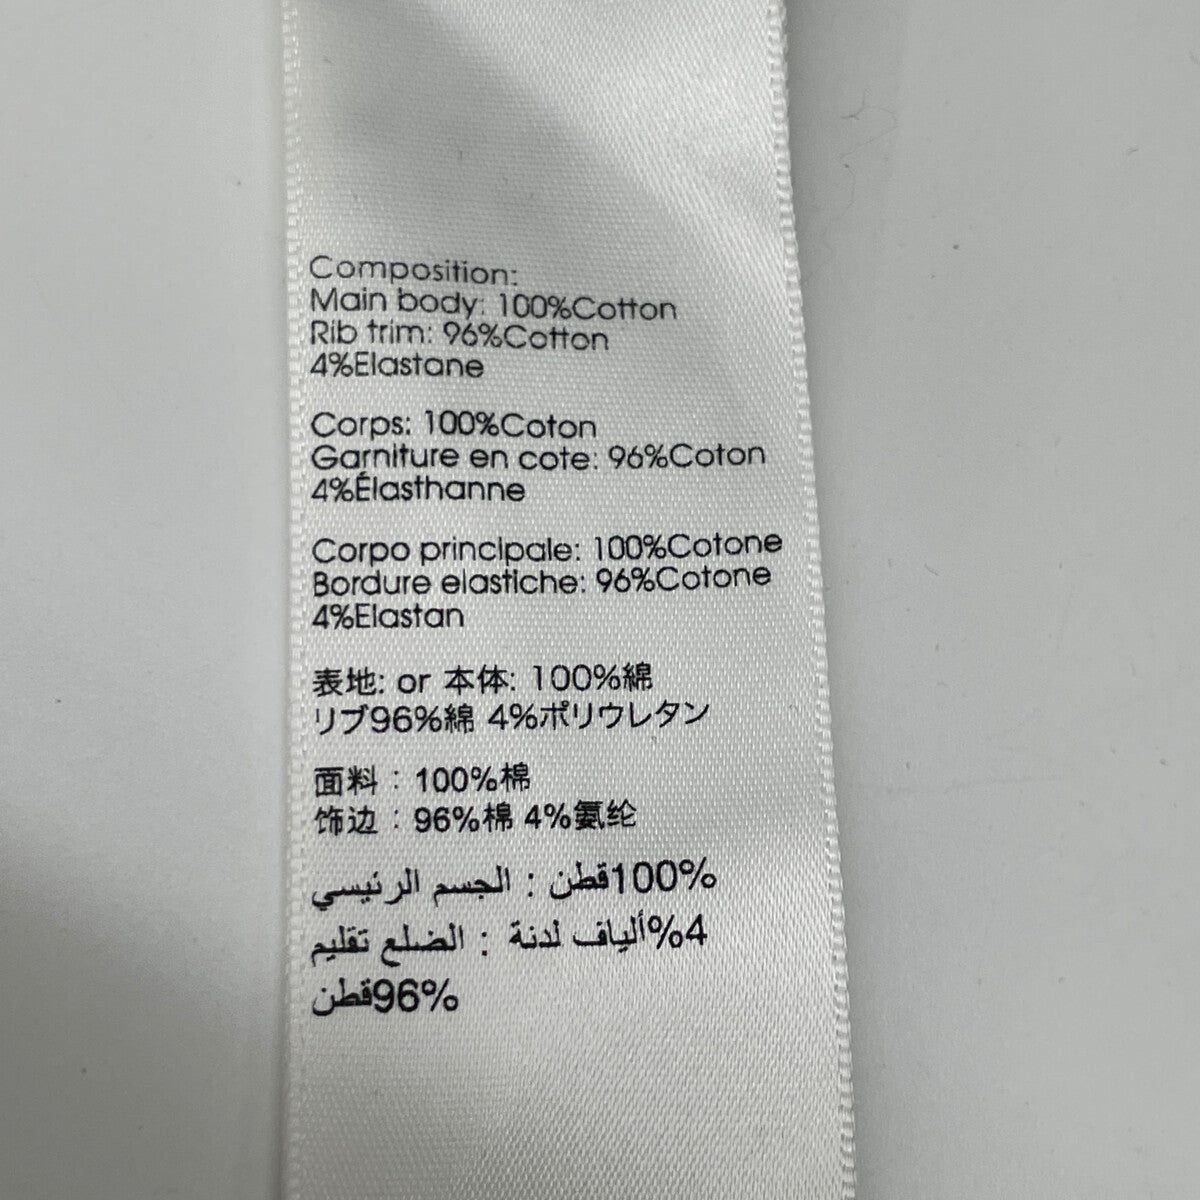 Composition:
Main body: 100%Cotton
Rib trim: 96%Cotton
4%Elastane
Corps: 100%Coton
Garniture en cote: 96%Coton
4%Élasthanne
Corpo principale: 100%Cotone
Bordure elastiche: 96%Cotone
4%Elastan
表地: or 本体: 100%綿
リブ96%綿 4%ポリウレタン
面料：100%棉
饰边：96%棉 4%氨纶
100%قطن : الجسم الرئيسي
4%ألياف لدنة : الضلع تقليم
96%قطن